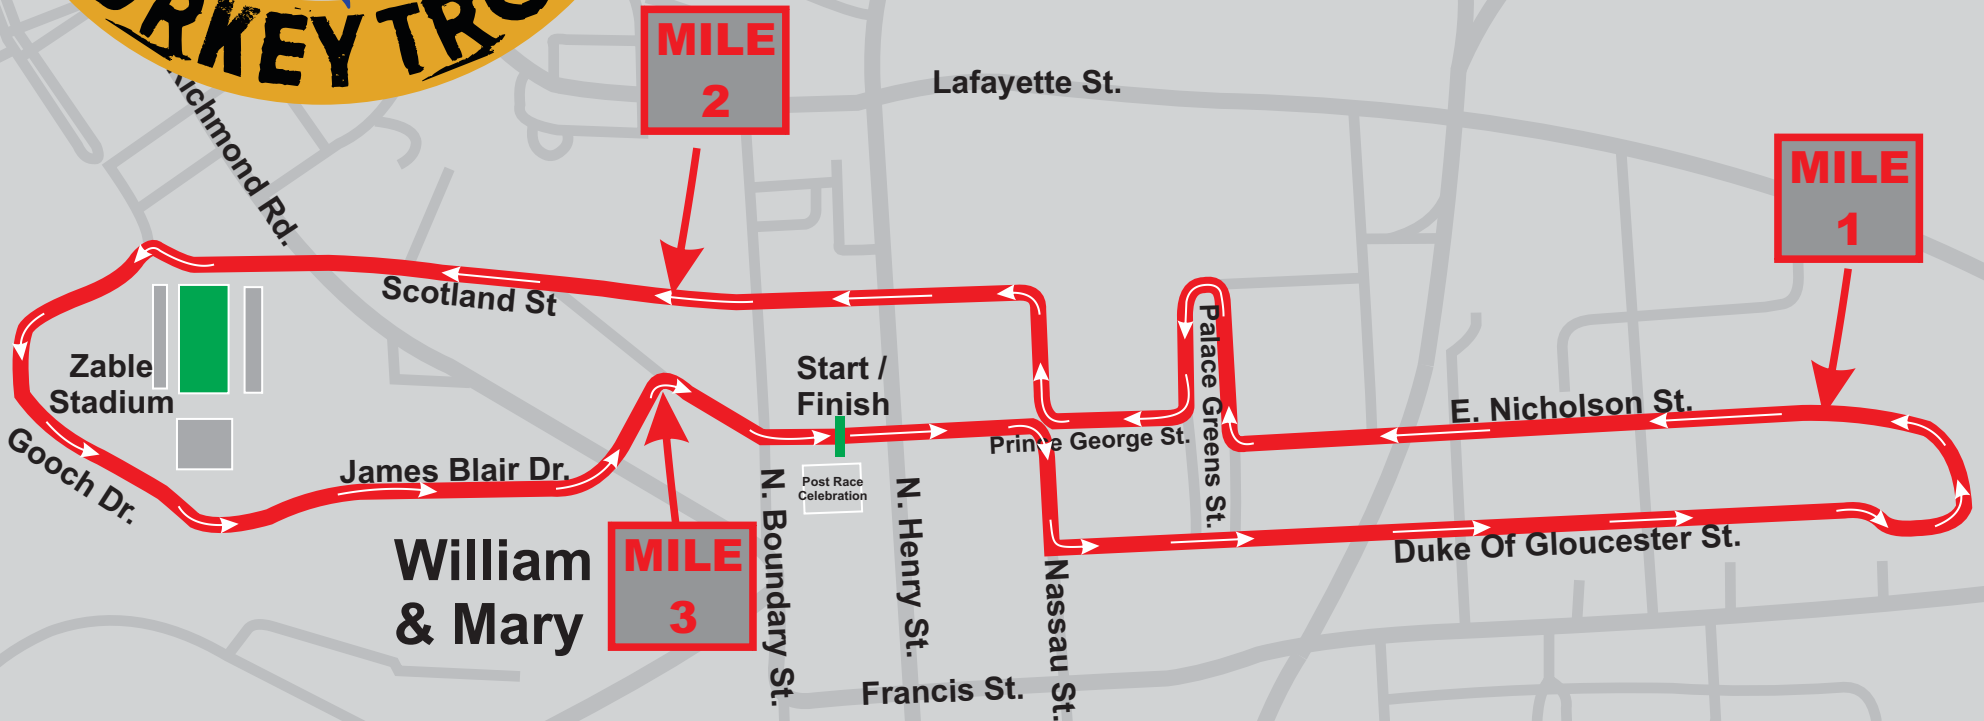 URKEY TRO
MILE
2
Lafayette St.
MILE
1
Richmond Rd.
Scotland St
Zable
Stadium
Start /
Finish
Palace Greens St.
E. Nicholson St.
Prince George St.
Gooch Dr.
James Blair Dr.
Post Race
Celebration
N. Boundary St.
N. Henry St.
Duke Of Gloucester St.
William
& Mary
MILE
3
Nassau St.
Francis St.